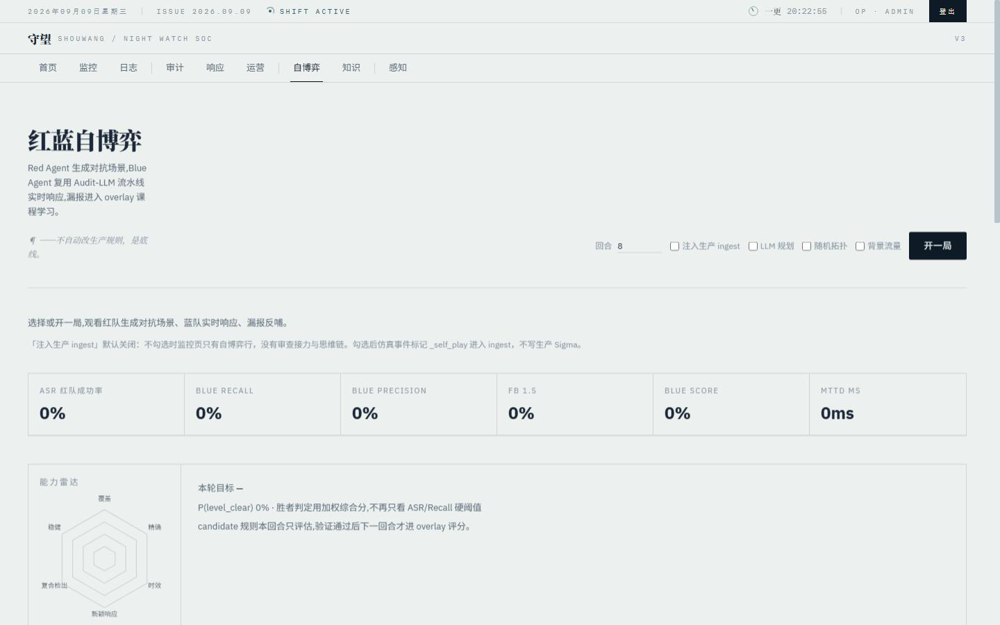 2026年09月09日星期三 ISSUE 2026.09.09 SHIFT ACTIVE 一更 20:22:55 OP · ADMIN 登出
守望 SHOUWANG / NIGHT WATCH SOC V3
首页 监控 日志 审计 响应 运营 自博弈 知识 感知
红蓝自博弈
Red Agent 生成对抗场景,Blue
Agent 复用 Audit-LLM 流水线
实时响应,漏报进入 overlay 课
程学习。
¶ ——不自动改生产规则，是底
线。
回合 8 注入生产 ingest LLM 规划 随机拓扑 背景流量 开一局
选择或开一局,观看红队生成对抗场景、蓝队实时响应、漏报反哺。
「注入生产 ingest」默认关闭：不勾选时监控页只有自博弈行，没有审查接力与思维链。勾选后仿真事件标记 _self_play 进入 ingest，不写生产 Sigma。
ASR 红队成功率 BLUE RECALL BLUE PRECISION FB 1.5 BLUE SCORE MTTD MS
0% 0% 0% 0% 0% 0ms
能力雷达
覆盖
稳健 精确
复合检出 时效
新颖响应
本轮目标 —
P(level_clear) 0% · 胜者判定用加权综合分,不再只看 ASR/Recall 硬阈值
candidate 规则本回合只评估,验证通过后下一回合才进 overlay 评分。